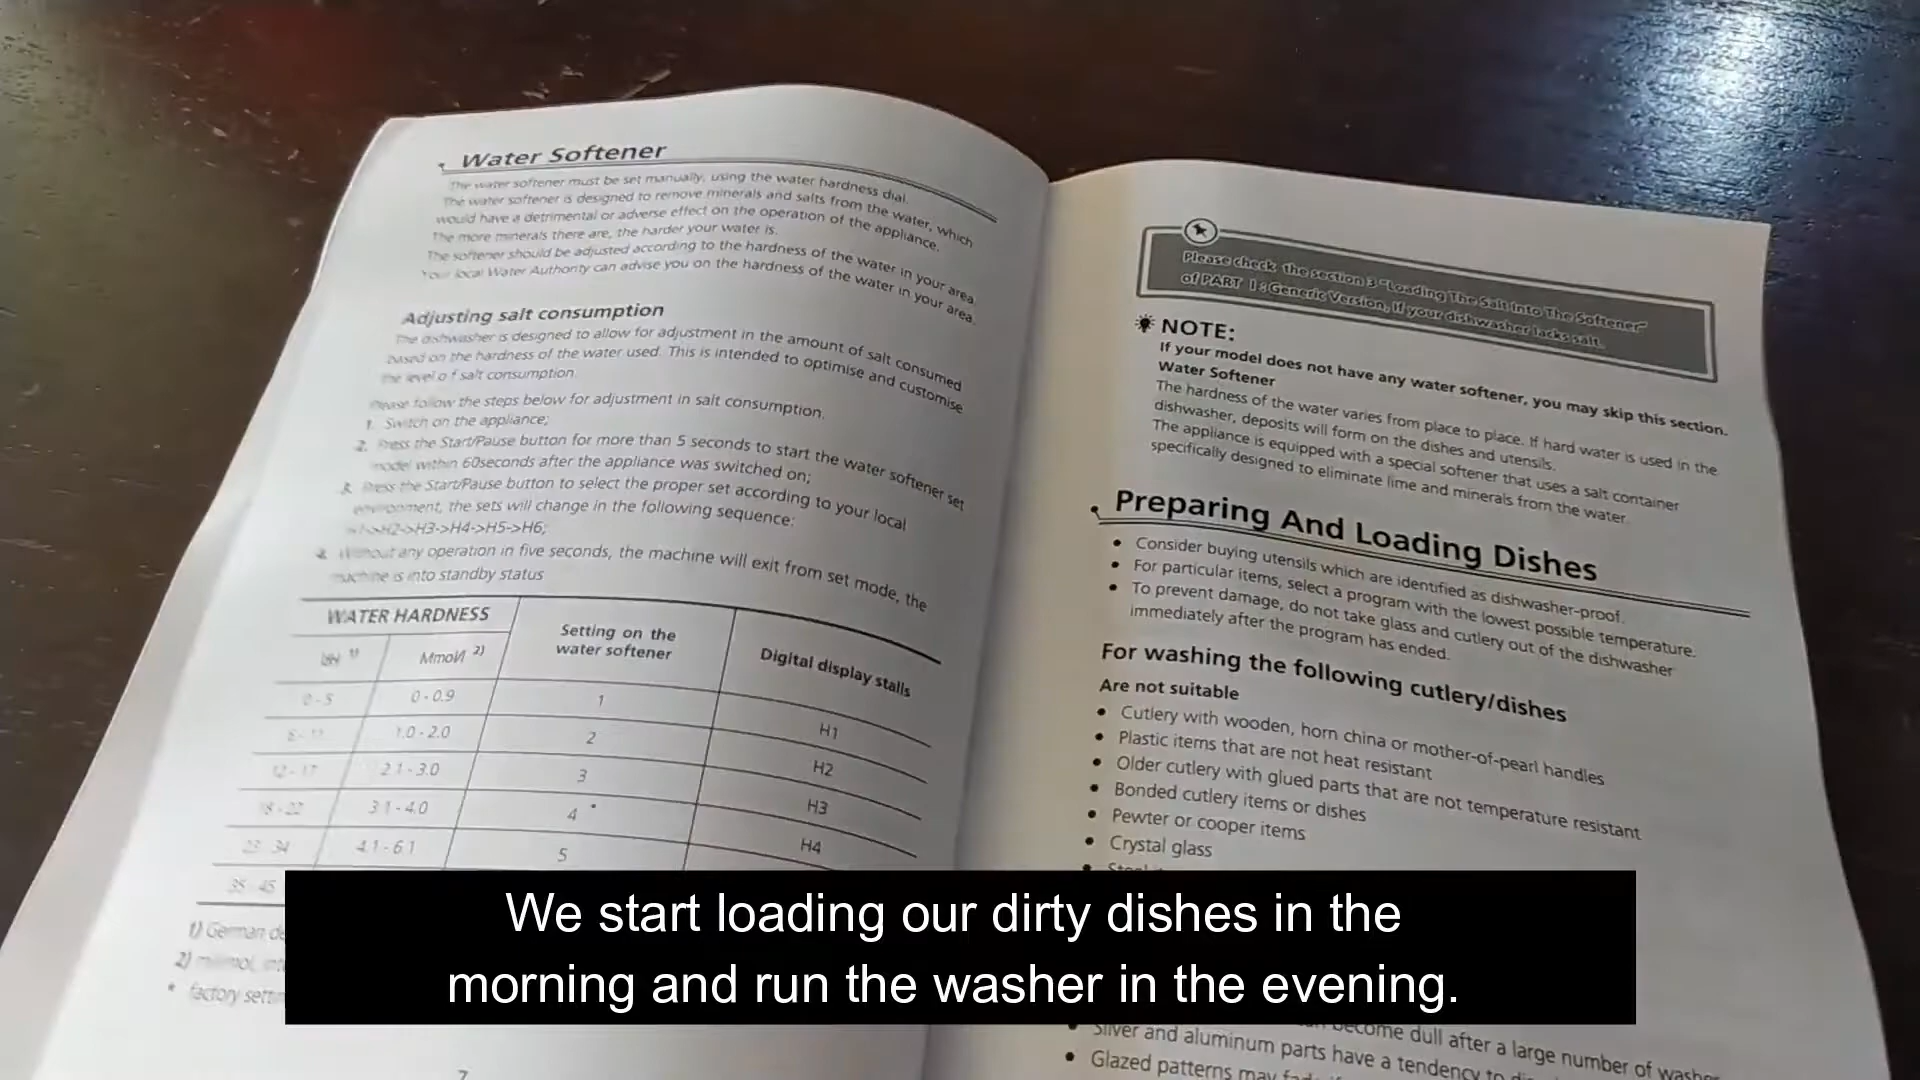 Water Softener
The water softener must be set manually, using the water hardness dial.
The water softener is designed to remove minerals and salts from the water, which
would have a detrimental or adverse effect on the operation of the appliance.
The more minerals there are, the harder your water is.
The softener should be adjusted according to the hardness of the water in your area.
Your local Water Authority can advise you on the hardness of the water in your area.
Adjusting salt consumption
The dishwasher is designed to allow for adjustment in the amount of salt consumed
based on the hardness of the water used. This is intended to optimise and customise
the level o f salt consumption
Please follow the steps below for adjustment in salt consumption.
1. Switch on the appliance;
2. Press the Start/Pause button for more than 5 seconds to start the water softener set
model within 60seconds after the appliance was switched on;
3. Press the Start/Pause button to select the proper set according to your local
environment, the sets will change in the following sequence:
H1->H2->H3->H4->H5->H6;
4. Without any operation in five seconds, the machine will exit from set mode, the
machine is into standby status
WATER HARDNESS
Setting on the
water softener
Digital display stalls
1)
Mmol/l 2)
0 - 5 0 - 0.9 1 H1
1.0 - 2.0 2 H2
12 - 17 2.1 - 3.0 3 H3
18 - 22 3.1 - 4.0 4 * H4
23 - 34 4.1 - 6.1 5
35 - 45
1) German
2)
* factory
7
Please check the section 3 "Loading The Salt Into The Softener"
of PART Ⅰ : Generic Version, If your dishwasher lacks salt.
NOTE:
If your model does not have any water softener, you may skip this section.
Water Softener
The hardness of the water varies from place to place. If hard water is used in the
dishwasher, deposits will form on the dishes and utensils.
The appliance is equipped with a special softener that uses a salt container
specifically designed to eliminate lime and minerals from the water.
Preparing And Loading Dishes
• Consider buying utensils which are identified as dishwasher-proof.
• For particular items, select a program with the lowest possible temperature.
• To prevent damage, do not take glass and cutlery out of the dishwasher
immediately after the program has ended.
For washing the following cutlery/dishes
Are not suitable
• Cutlery with wooden, horn china or mother-of-pearl handles
• Plastic items that are not heat resistant
• Older cutlery with glued parts that are not temperature resistant
• Bonded cutlery items or dishes
• Pewter or cooper items
• Crystal glass
become dull after a large number of
• Silver and aluminum parts have a tendency to
• Glazed patterns may
We start loading our dirty dishes in the
morning and run the washer in the evening.